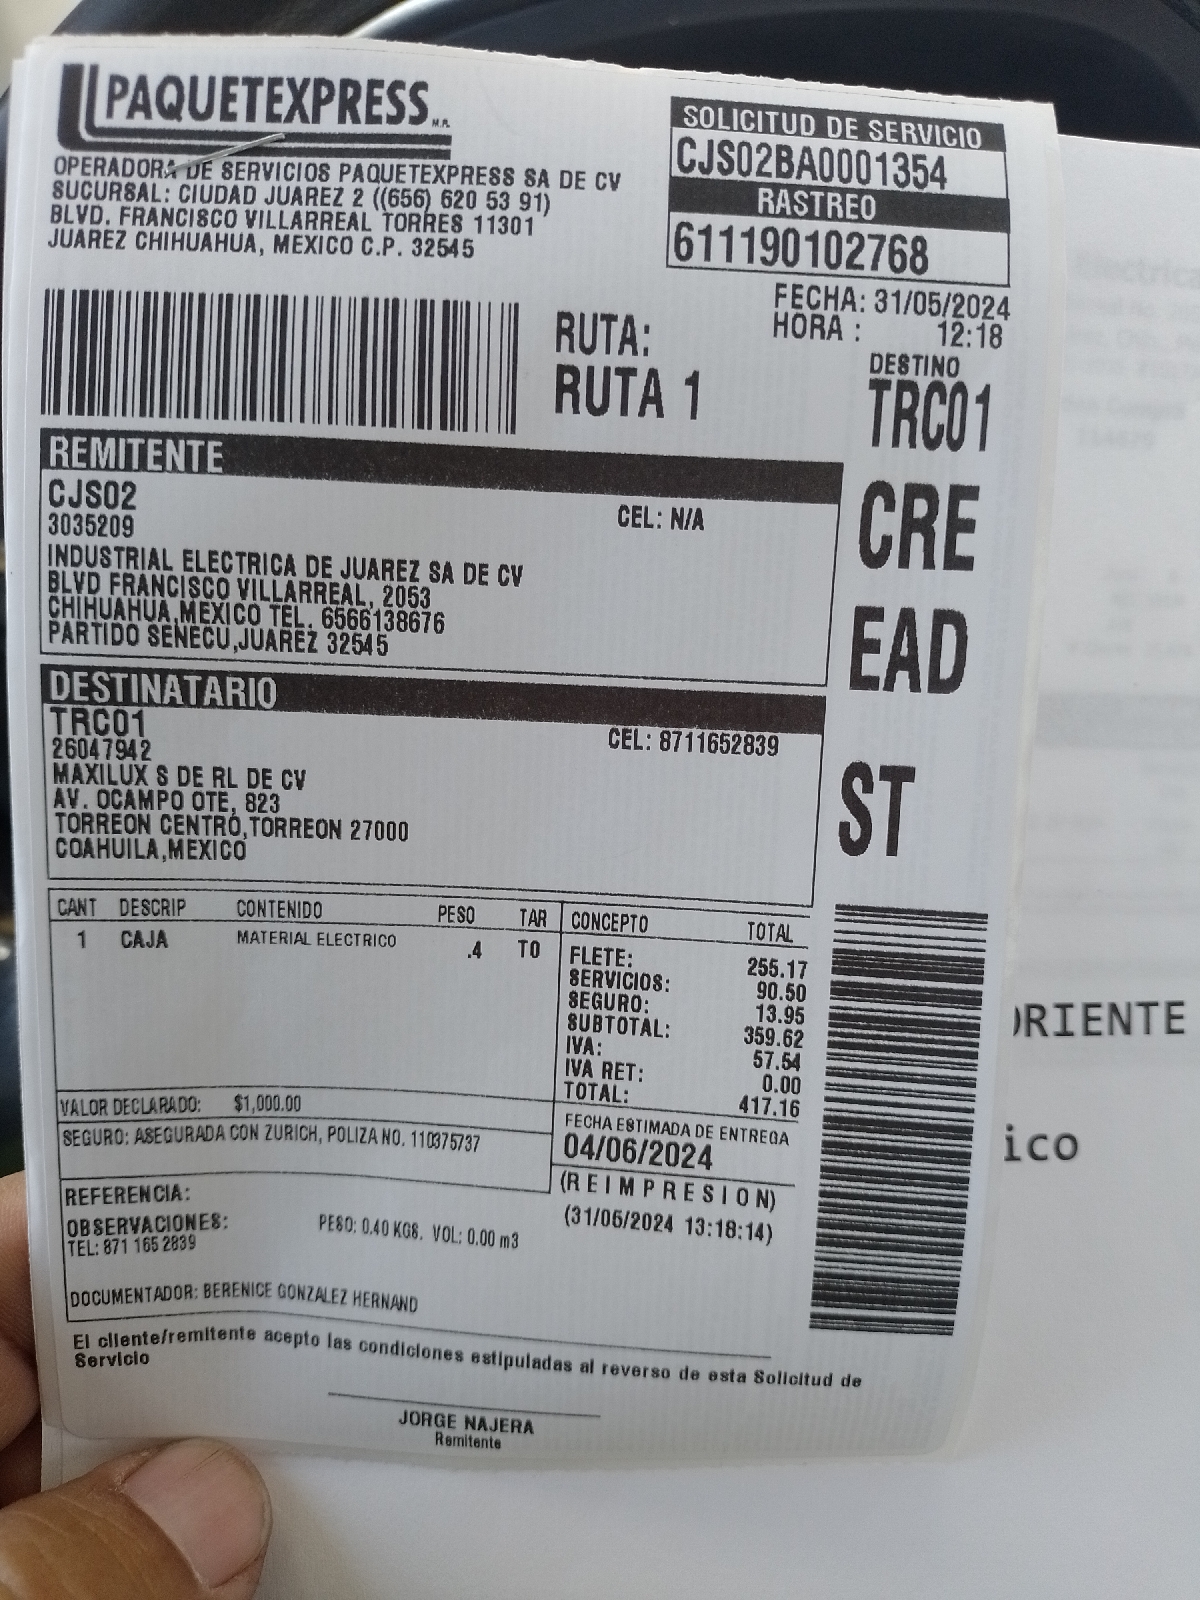 PAQUETEXPRESS M.R.
OPERADORA DE SERVICIOS PAQUETEXPRESS SA DE CV
SUCURSAL: CIUDAD JUAREZ 2 ((656) 620 53 91)
BLVD. FRANCISCO VILLARREAL TORRES 11301
JUAREZ CHIHUAHUA, MEXICO C.P. 32545
SOLICITUD DE SERVICIO
CJS02BA0001354
RASTREO
611190102768
FECHA: 31/05/2024
HORA : 12:18
RUTA:
RUTA 1
DESTINO
TRC01
CRE
EAD
ST
REMITENTE
CJS02
3035209
CEL: N/A
INDUSTRIAL ELECTRICA DE JUAREZ SA DE CV
BLVD FRANCISCO VILLARREAL, 2053
CHIHUAHUA,MEXICO TEL. 6566138676
PARTIDO SENECU,JUAREZ 32545
DESTINATARIO
TRC01
26047942
CEL: 8711652839
MAXILUX S DE RL DE CV
AV. OCAMPO OTE, 823
TORREON CENTRO,TORREON 27000
COAHUILA,MEXICO
CANT DESCRIP CONTENIDO PESO TAR
1 CAJA MATERIAL ELECTRICO .4 T0
CONCEPTO TOTAL
FLETE: 255.17
SERVICIOS: 90.50
SEGURO: 13.95
SUBTOTAL: 359.62
IVA: 57.54
IVA RET: 0.00
TOTAL: 417.16
VALOR DECLARADO: $1,000.00
SEGURO: ASEGURADA CON ZURICH, POLIZA NO. 110375737
FECHA ESTIMADA DE ENTREGA
04/06/2024
(REIMPRESION)
(31/05/2024 13:18:14)
REFERENCIA:
OBSERVACIONES: PESO: 0.40 KGS. VOL: 0.00 m3
TEL: 871 165 2839
DOCUMENTADOR: BERENICE GONZALEZ HERNAND
El cliente/remitente acepto las condiciones estipuladas al reverso de esta Solicitud de
Servicio
JORGE NAJERA
Remitente
ORIENTE
ico